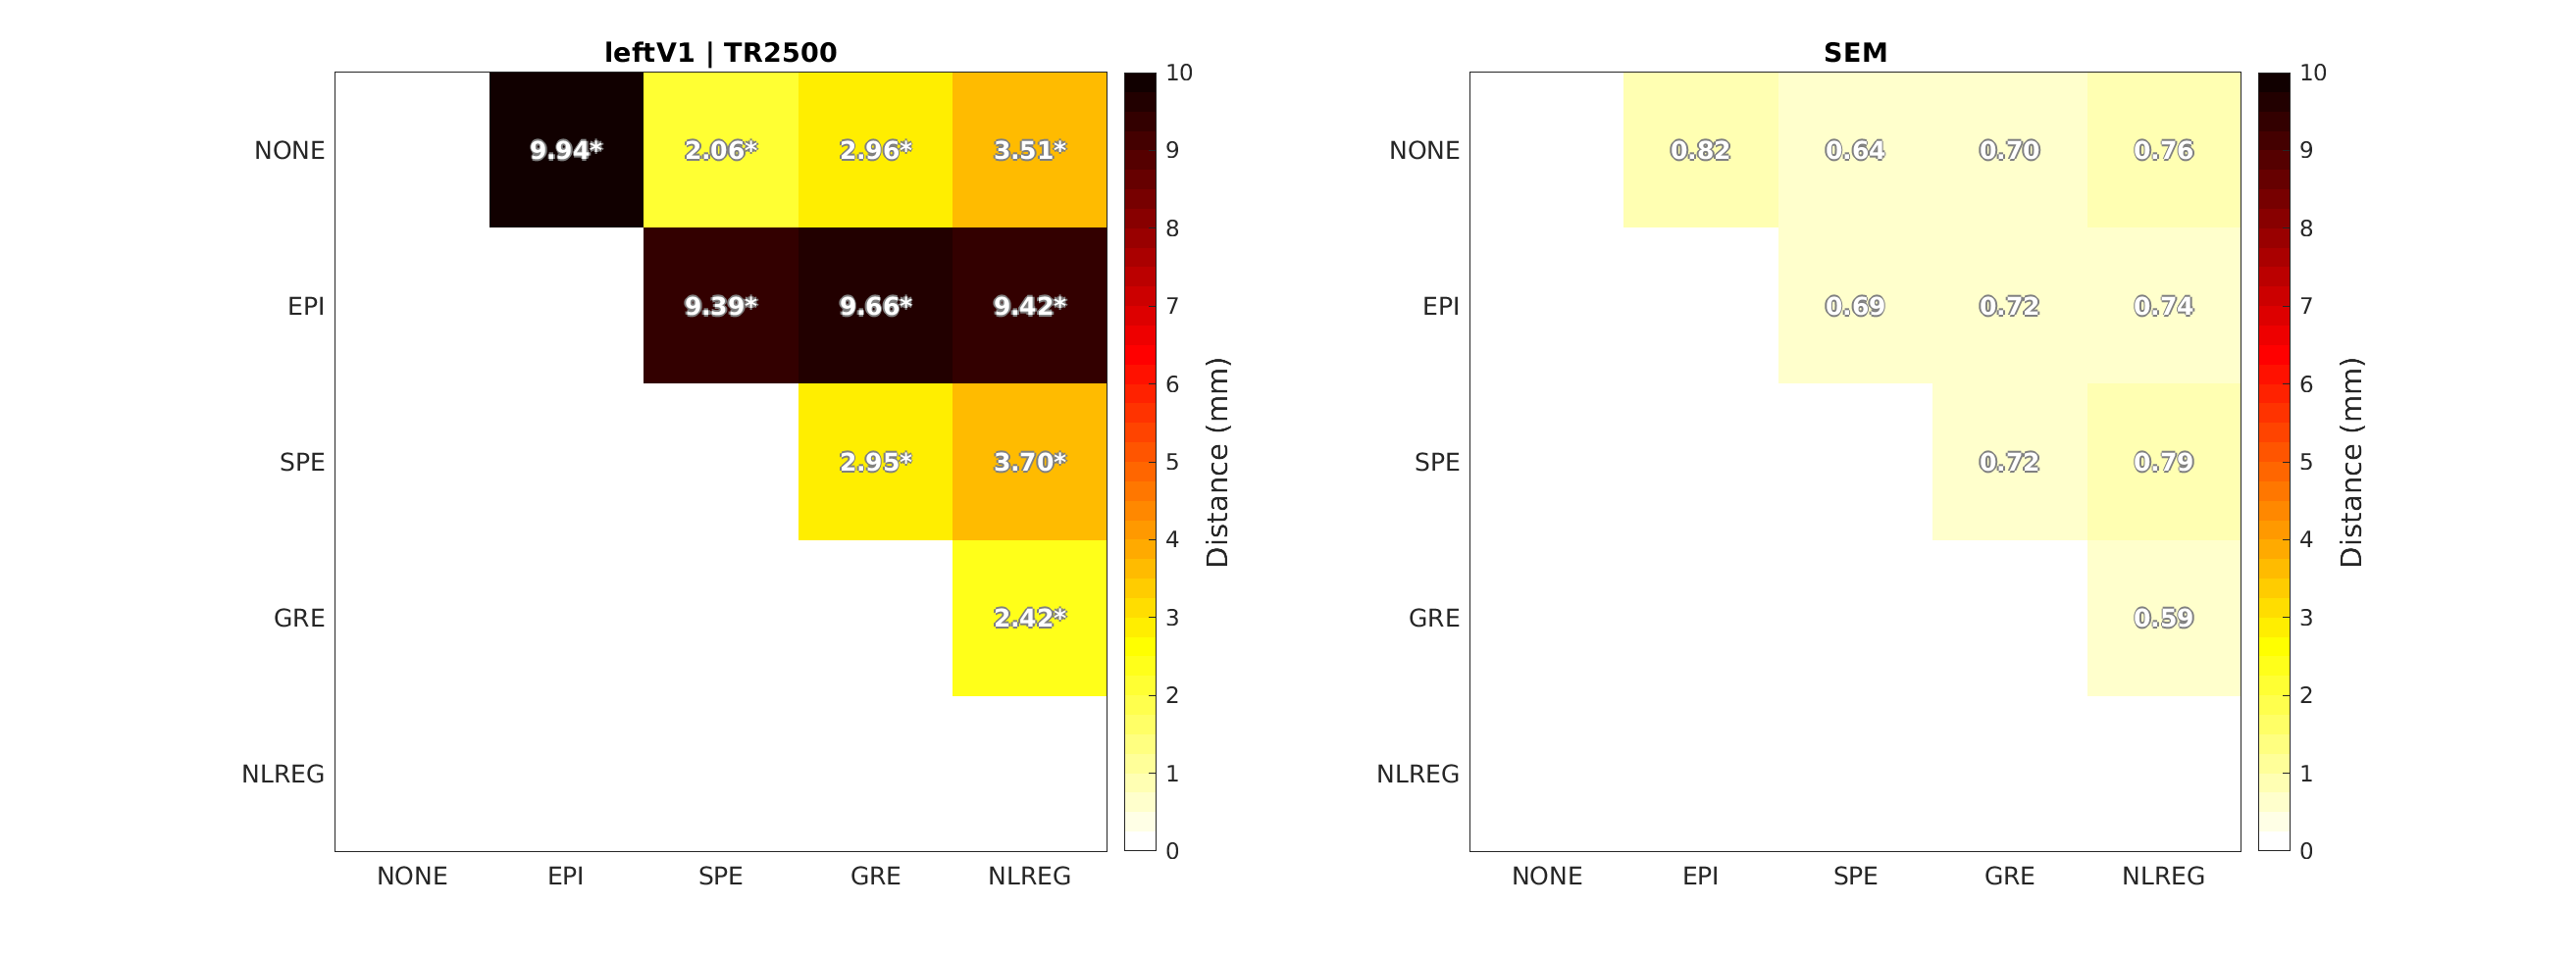 leftV1 | TR2500
NONE 9.94* 2.06* 2.96* 3.51*
EPI 9.39* 9.66* 9.42*
SPE 2.95* 3.70*
GRE 2.42*
NLREG
NONE EPI SPE GRE NLREG
10
9
8
7
6
5
4
3
2
1
0
Distance (mm)
SEM
NONE 0.82 0.64 0.70 0.76
EPI 0.69 0.72 0.74
SPE 0.72 0.79
GRE 0.59
NLREG
NONE EPI SPE GRE NLREG
10
9
8
7
6
5
4
3
2
1
0
Distance (mm)